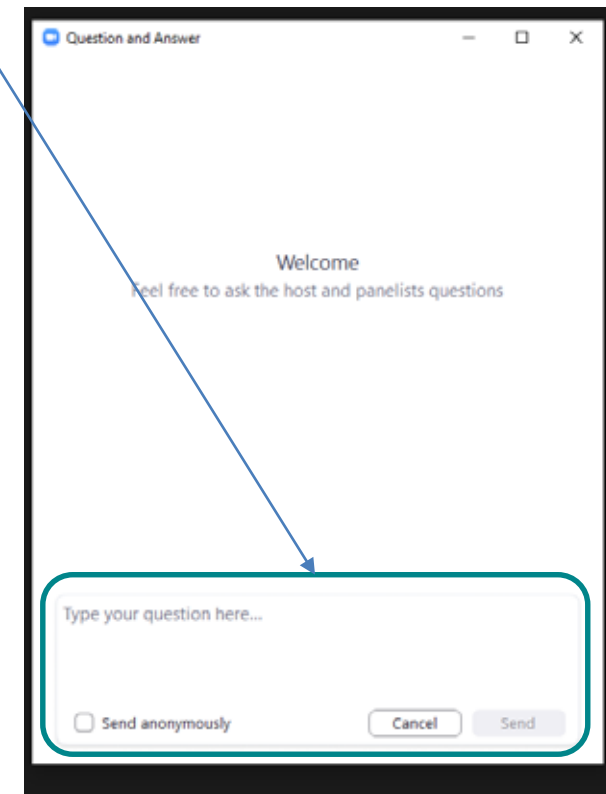 Question and Answer
Welcome
Feel free to ask the host and panelists questions
Type your question here...
Send anonymously
Cancel
Send